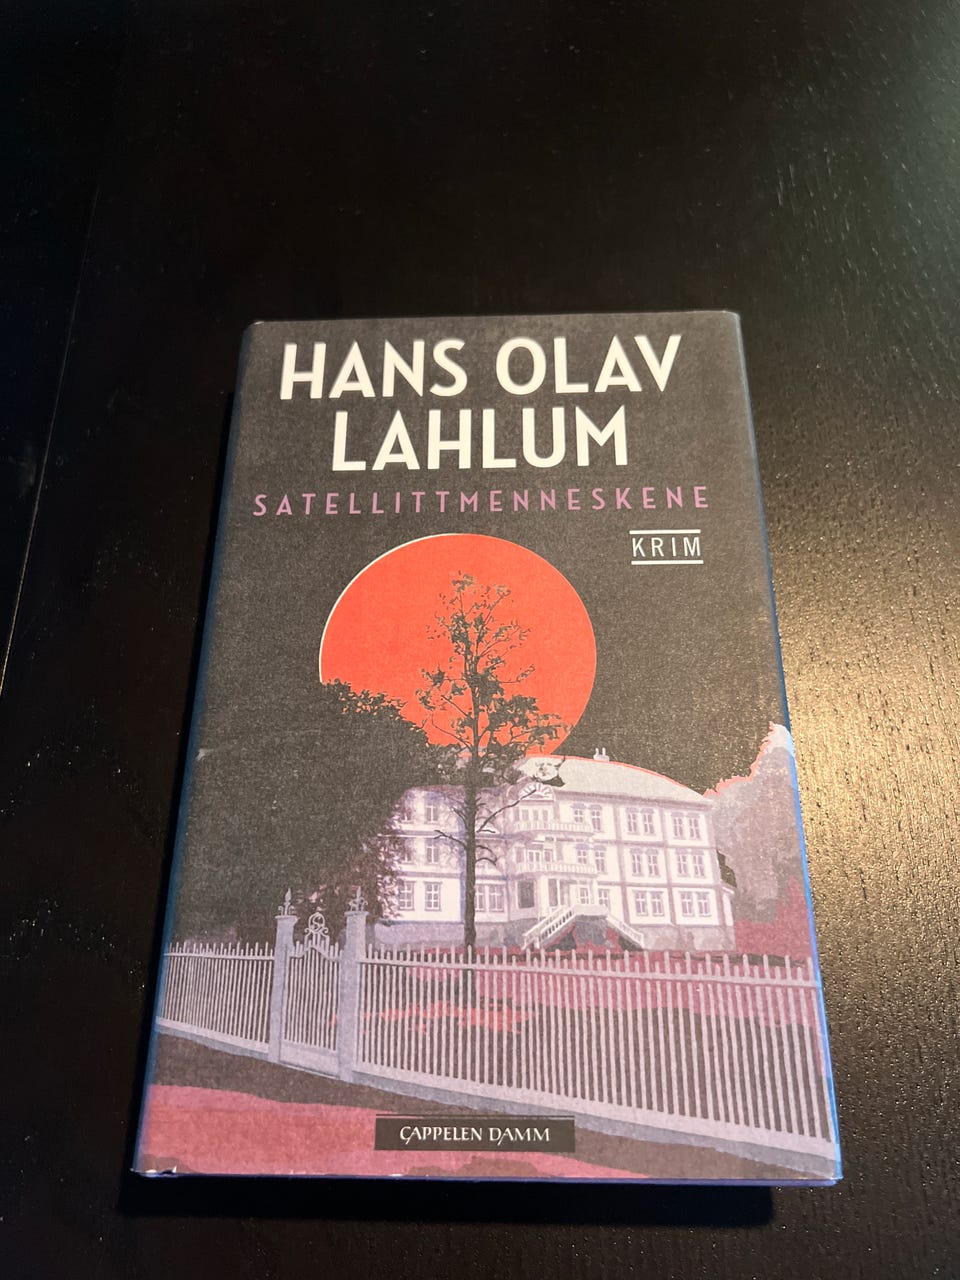 HANS OLAV
LAHLUM
SATELLITTMENNESKENE
KRIM
CAPPELEN DAMM